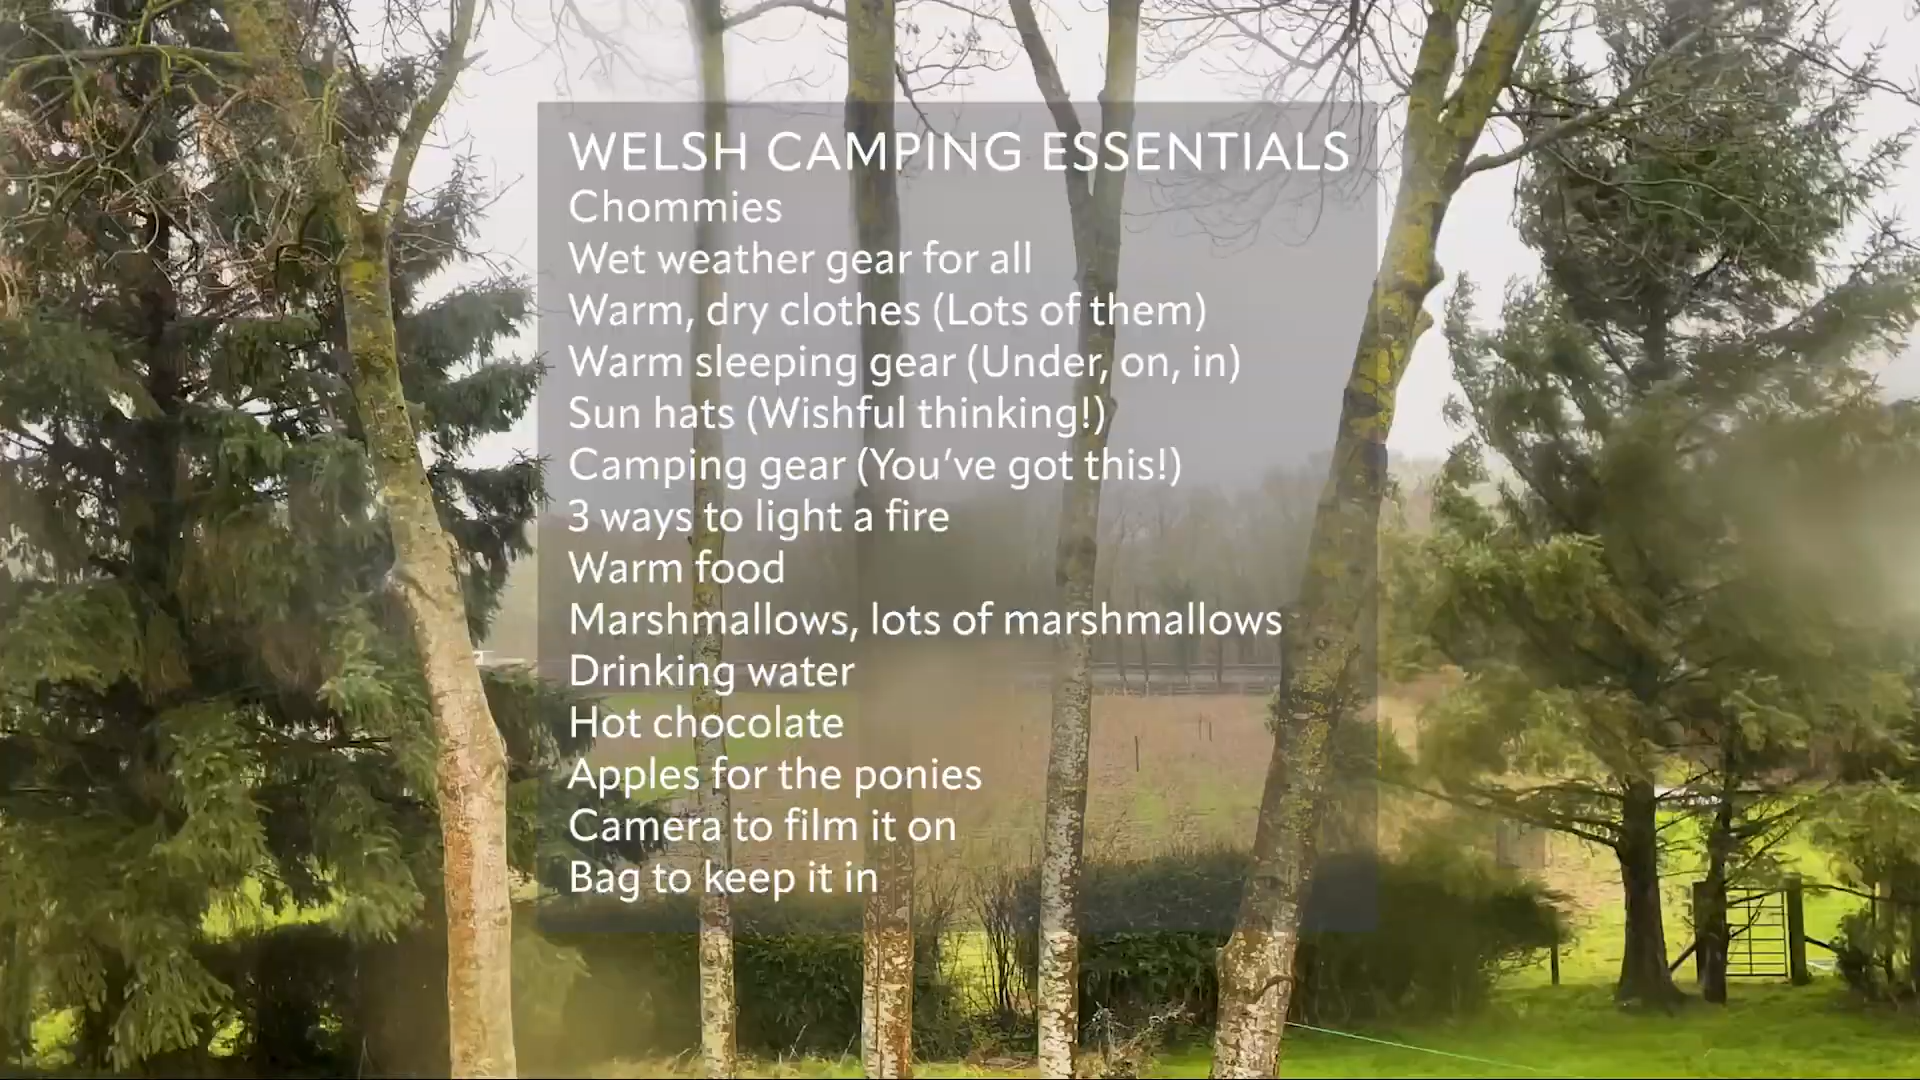 WELSH CAMPING ESSENTIALS
Chommies
Wet weather gear for all
Warm, dry clothes (Lots of them)
Warm sleeping gear (Under, on, in)
Sun hats (Wishful thinking!)
Camping gear (You've got this!)
3 ways to light a fire
Warm food
Marshmallows, lots of marshmallows
Drinking water
Hot chocolate
Apples for the ponies
Camera to film it on
Bag to keep it in